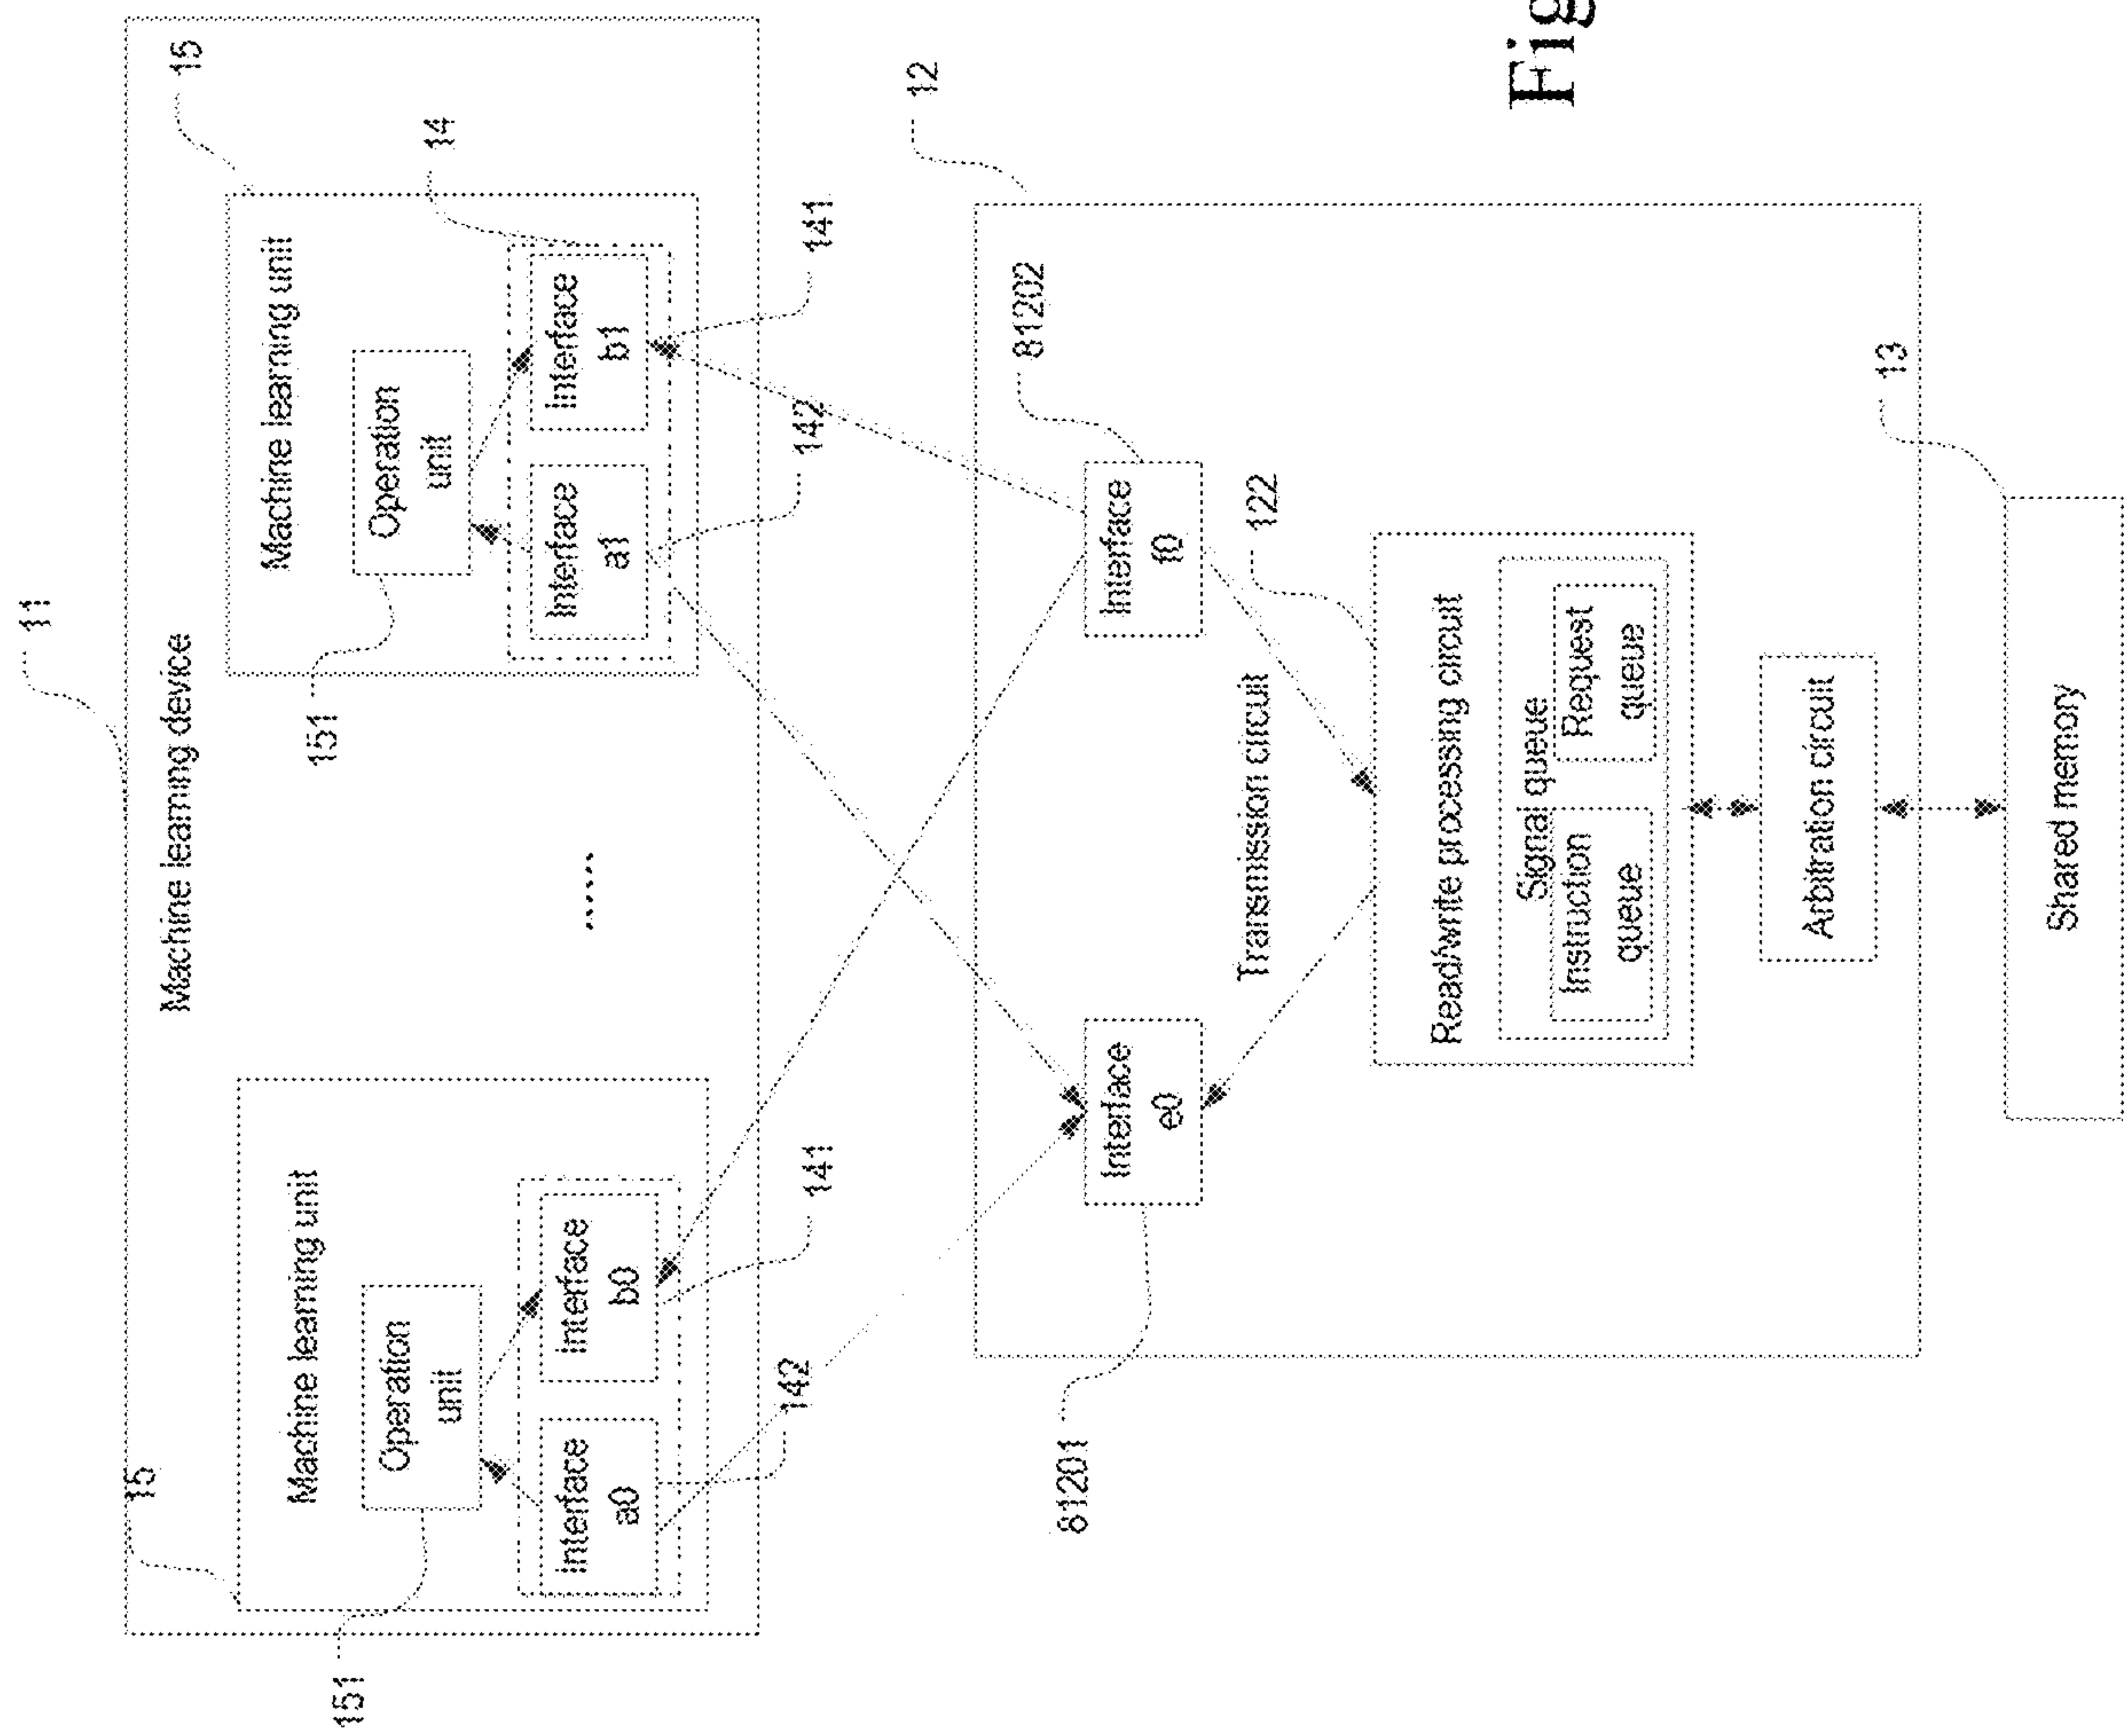 11
Machine learning device
15
Machine learning unit
Operation
unit
151
Interface
a0
Interface
b0
142
141
......
15
Machine learning unit
Operation
unit
151
14
Interface
a1
Interface
b1
142
141
12
Interface
e0
81201
Interface
f0
81202
Transmission circuit
122
Read/write processing circuit
Signal queue
Instruction
queue
Request
queue
Arbitration circuit
13
Shared memory
Fig